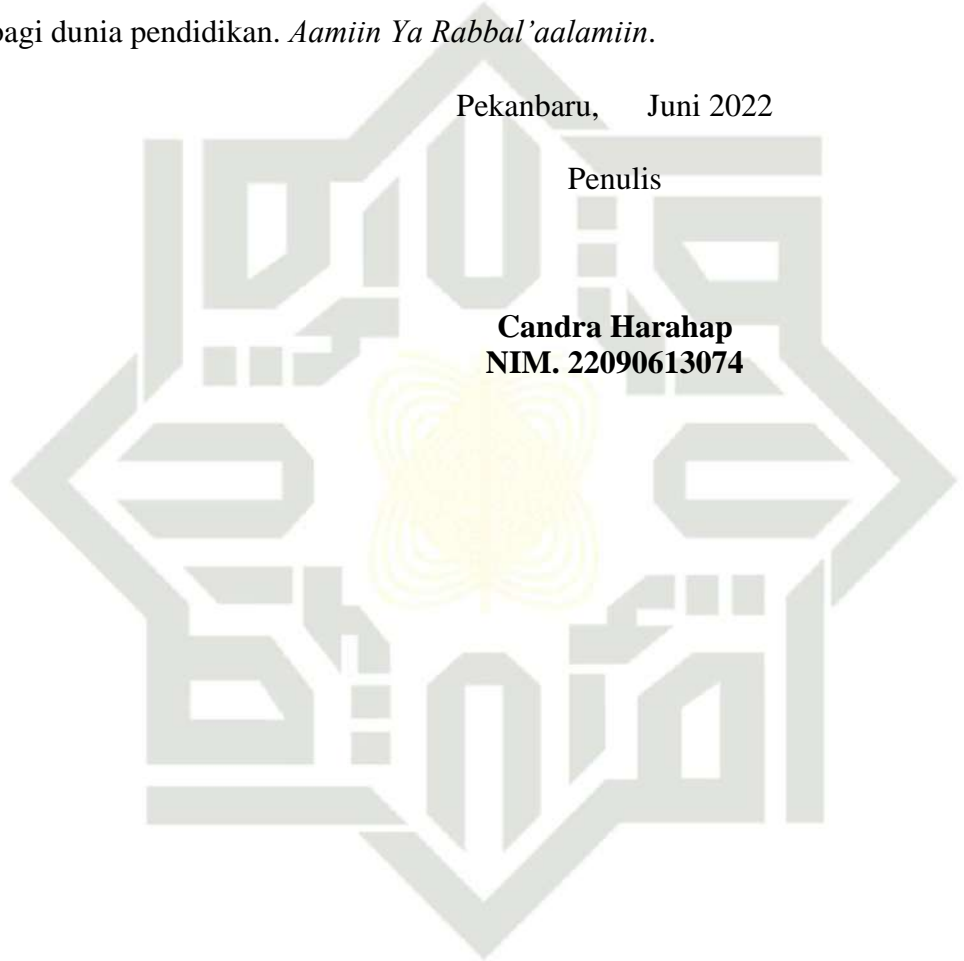 bagi dunia pendidikan. Aamiin Ya Rabbal’aalamiin.
Pekanbaru, Juni 2022
Penulis
Candra Harahap
NIM. 22090613074